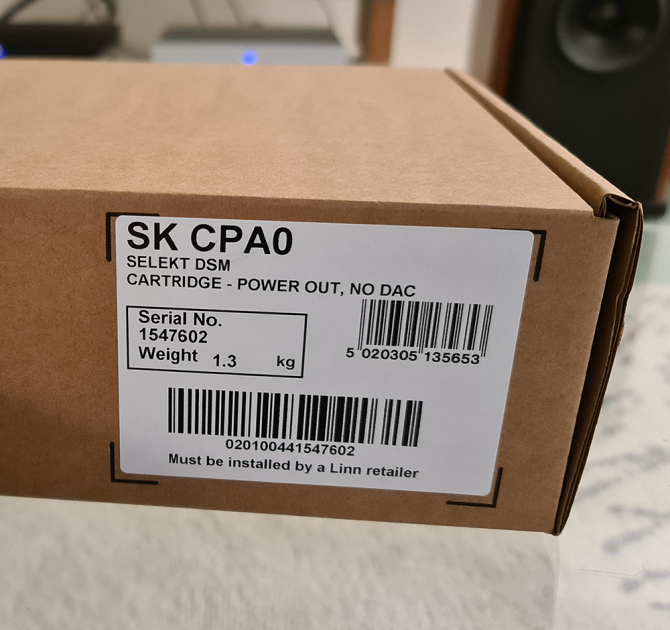 SK CPA0
SELEKT DSM
CARTRIDGE - POWER OUT, NO DAC
Serial No.
1547602
Weight 1.3 kg
5 020305 135653
020100441547602
Must be installed by a Linn retailer